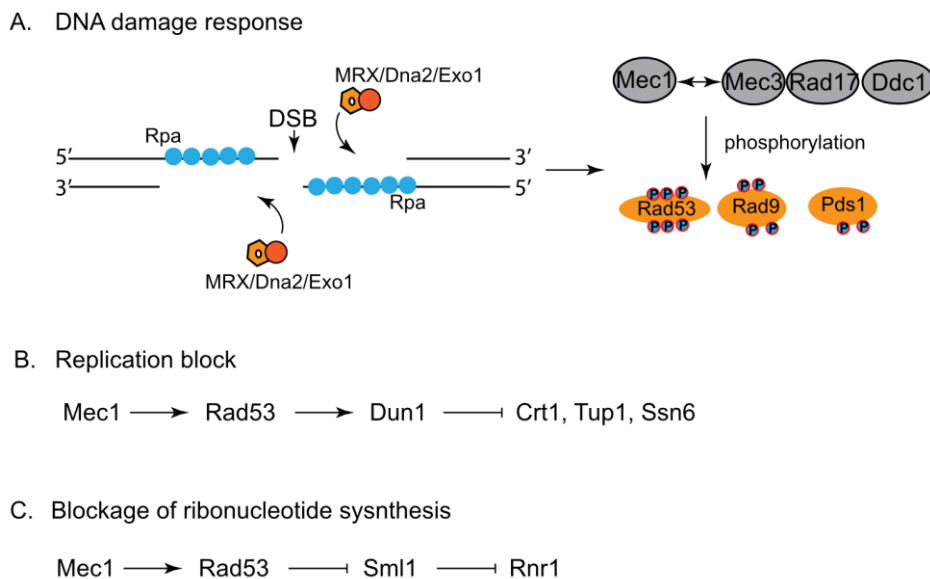 A. DNA damage response
MRX/Dna2/Exo1
DSB
Rpa
5′
3′
3′
5′
Rpa
MRX/Dna2/Exo1
Mec1 Mec3 Rad17 Ddc1
phosphorylation
P P P P P
Rad53 Rad9 Pds1
P P P P P P P
B. Replication block
Mec1 Rad53 Dun1 Crt1, Tup1, Ssn6
C. Blockage of ribonucleotide sysnthesis
Mec1 Rad53 Sml1 Rnr1